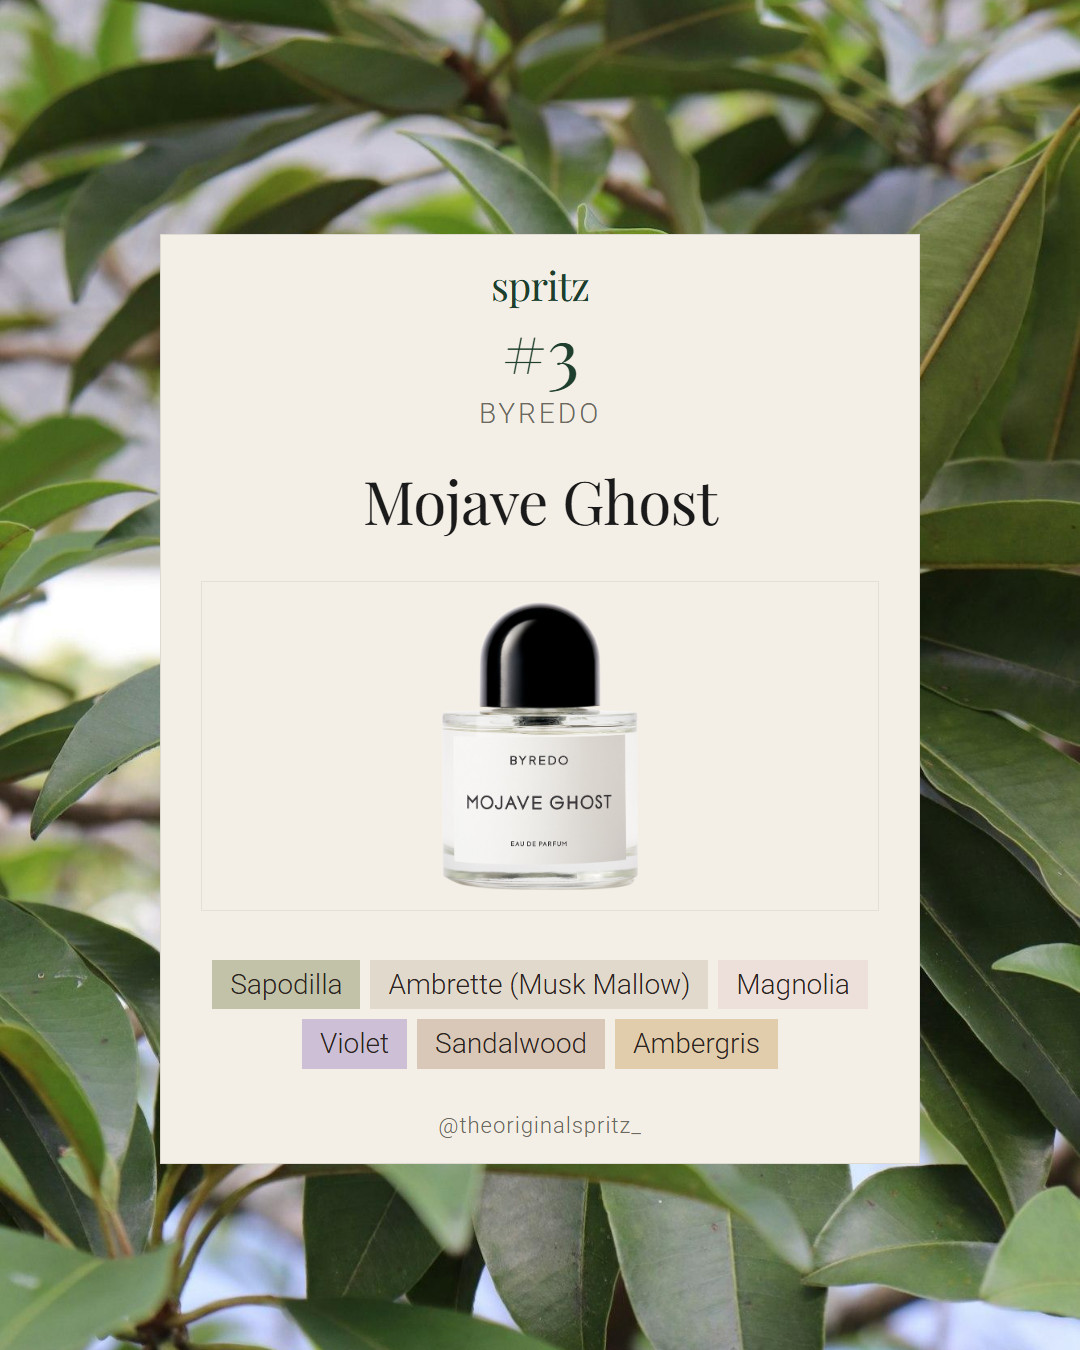 spritz
#3
BYREDO
Mojave Ghost
BYREDO
MOJAVE GHOST
EAU DE PARFUM
Sapodilla Ambrette (Musk Mallow) Magnolia
Violet Sandalwood Ambergris
@theoriginalspritz_